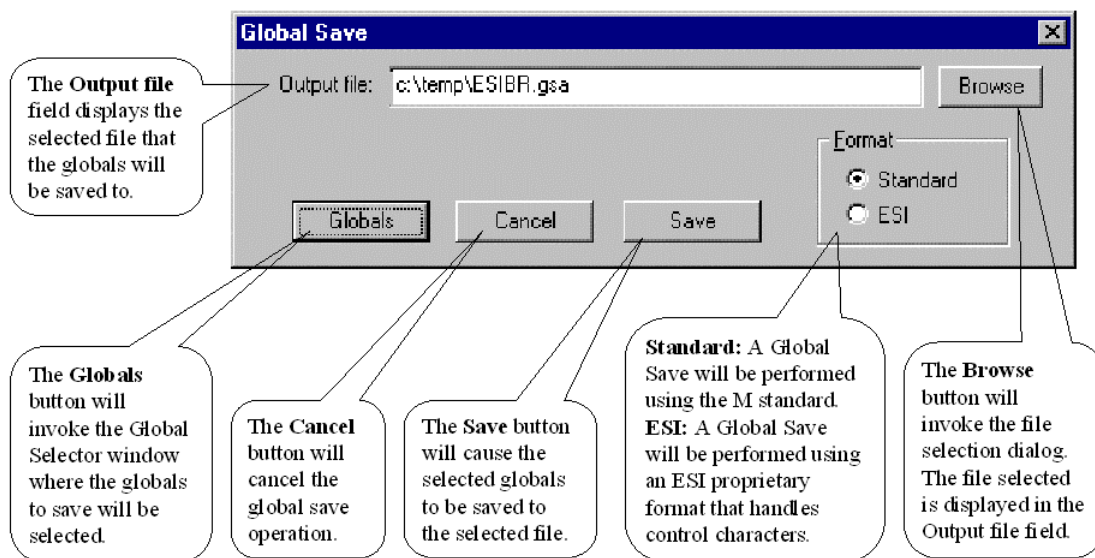 Global Save
Output file:
c:\temp\ESIBR.gsa
Browse
Format
Standard
ESI
Globals
Cancel
Save
The Output file
field displays the
selected file that
the globals will
be saved to.
The Globals
button will
invoke the Global
Selector window
where the globals
to save will be
selected.
The Cancel
button will
cancel the
global save
operation.
The Save button
will cause the
selected globals
to be saved to
the selected file.
Standard: A Global
Save will be performed
using the M standard.
ESI: A Global Save
will be performed using
an ESI proprietary
format that handles
control characters.
The Browse
button will
invoke the file
selection dialog.
The file selected
is displayed in the
Output file field.